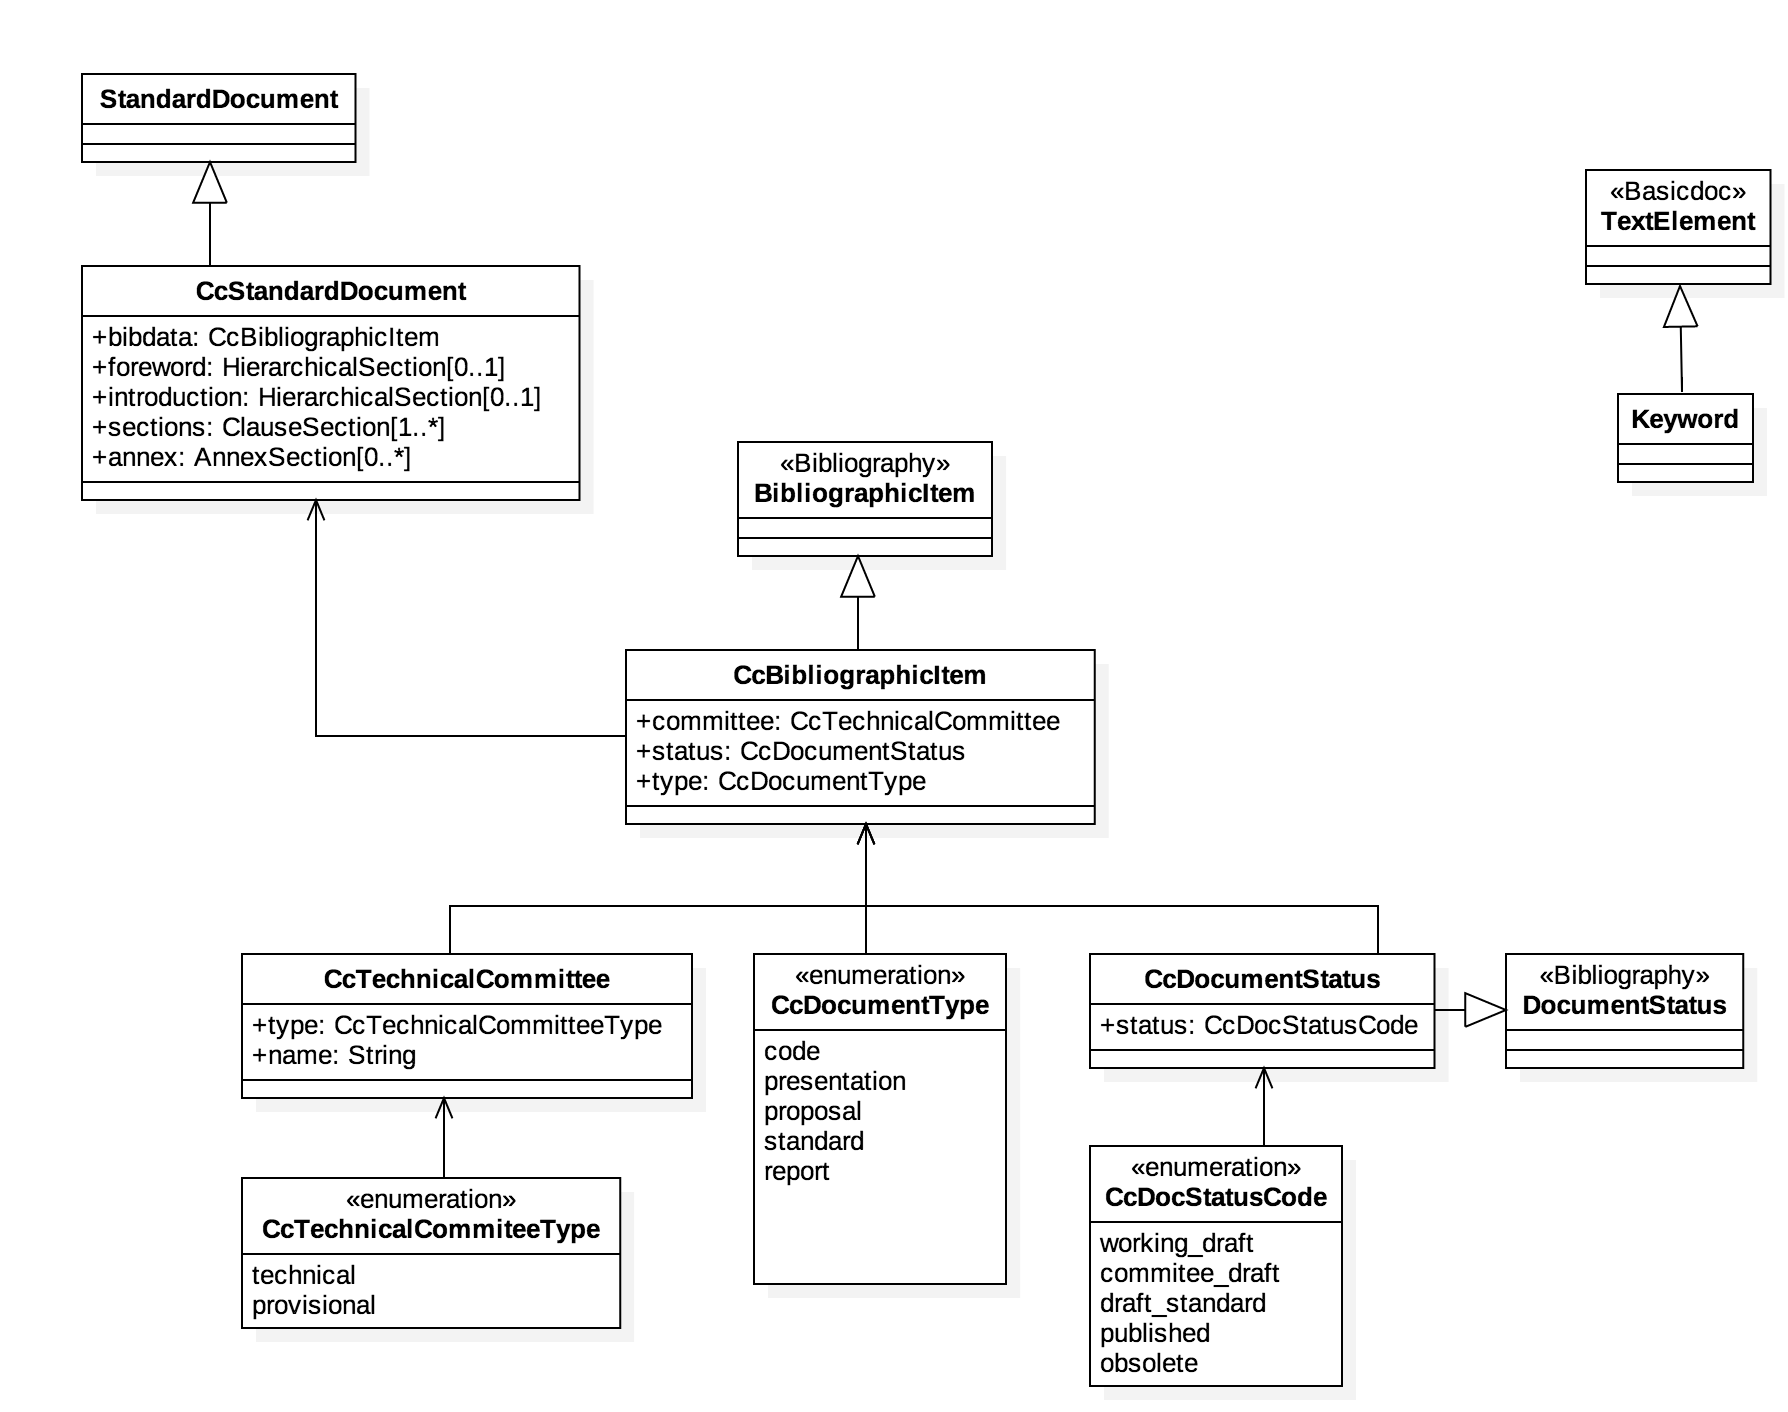 StandardDocument
«Basicdoc»
TextElement
CcStandardDocument
+bibdata: CcBibliographicItem
+foreword: HierarchicalSection[0..1]
+introduction: HierarchicalSection[0..1]
+sections: ClauseSection[1..*]
+annex: AnnexSection[0..*]
Keyword
«Bibliography»
BibliographicItem
CcBibliographicItem
+committee: CcTechnicalCommittee
+status: CcDocumentStatus
+type: CcDocumentType
CcTechnicalCommittee
+type: CcTechnicalCommitteeType
+name: String
«enumeration»
CcDocumentType
code
presentation
proposal
standard
report
CcDocumentStatus
+status: CcDocStatusCode
«Bibliography»
DocumentStatus
«enumeration»
CcTechnicalCommiteeType
technical
provisional
«enumeration»
CcDocStatusCode
working_draft
commitee_draft
draft_standard
published
obsolete